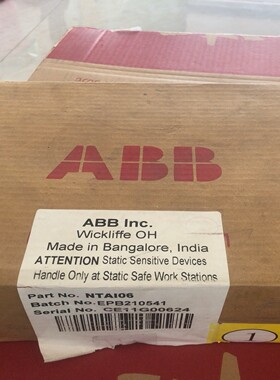 ABB
ABB Inc.
Wickliffe OH
Made in Bangalore, India
ATTENTION Static Sensitive Devices
Handle Only at Static Safe Work Stations
Part No. NTAI06
Batch No.EPB210541
Serial No. CE11G00624
1